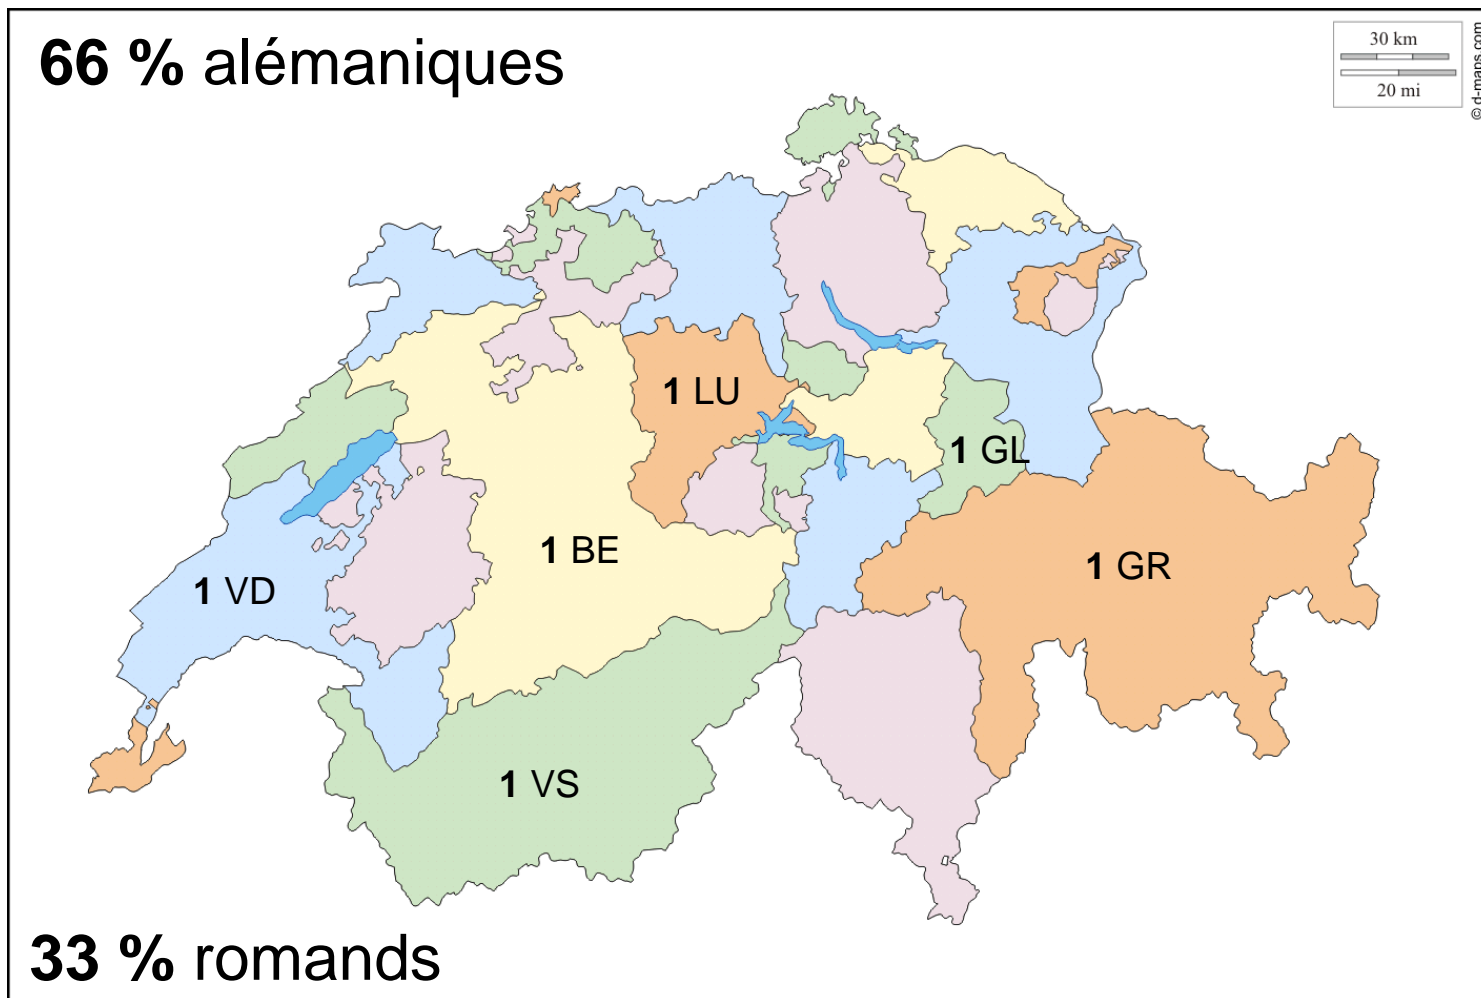 66 % alémaniques
30 km
20 mi
© d-maps.com
1 LU
1 GL
1 BE
1 GR
1 VD
1 VS
33 % romands